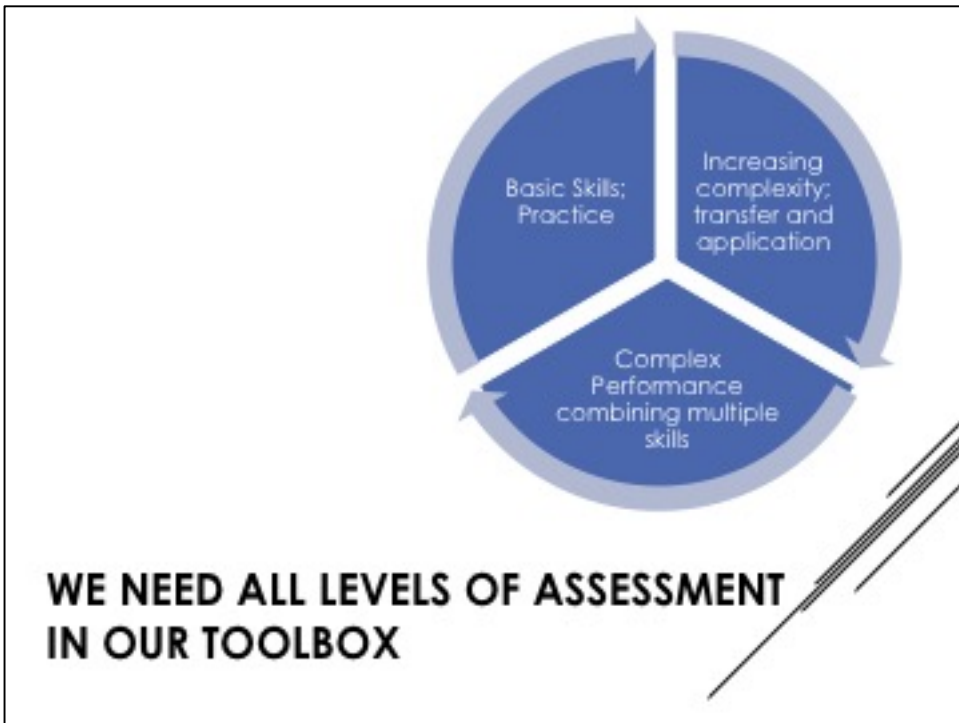 Basic Skills;
Practice
Increasing
complexity;
transfer and
application
Complex
Performance
combining multiple
skills
WE NEED ALL LEVELS OF ASSESSMENT
IN OUR TOOLBOX